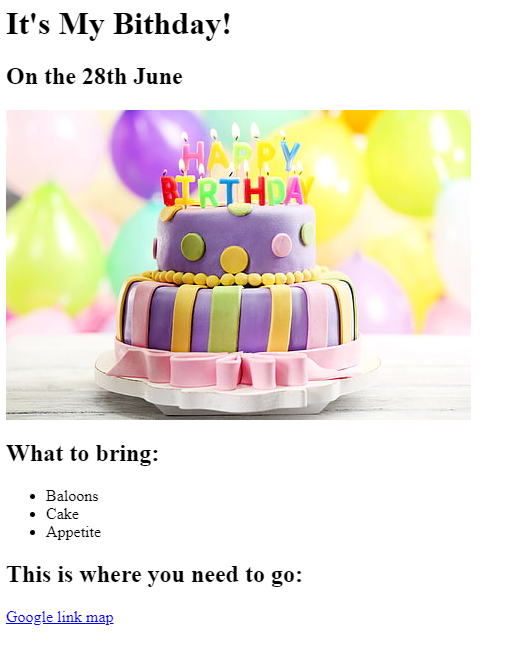 It's My Bithday!
On the 28th June
HAPPY
BIRTHDAY
What to bring:
Baloons
Cake
Appetite
This is where you need to go:
Google link map